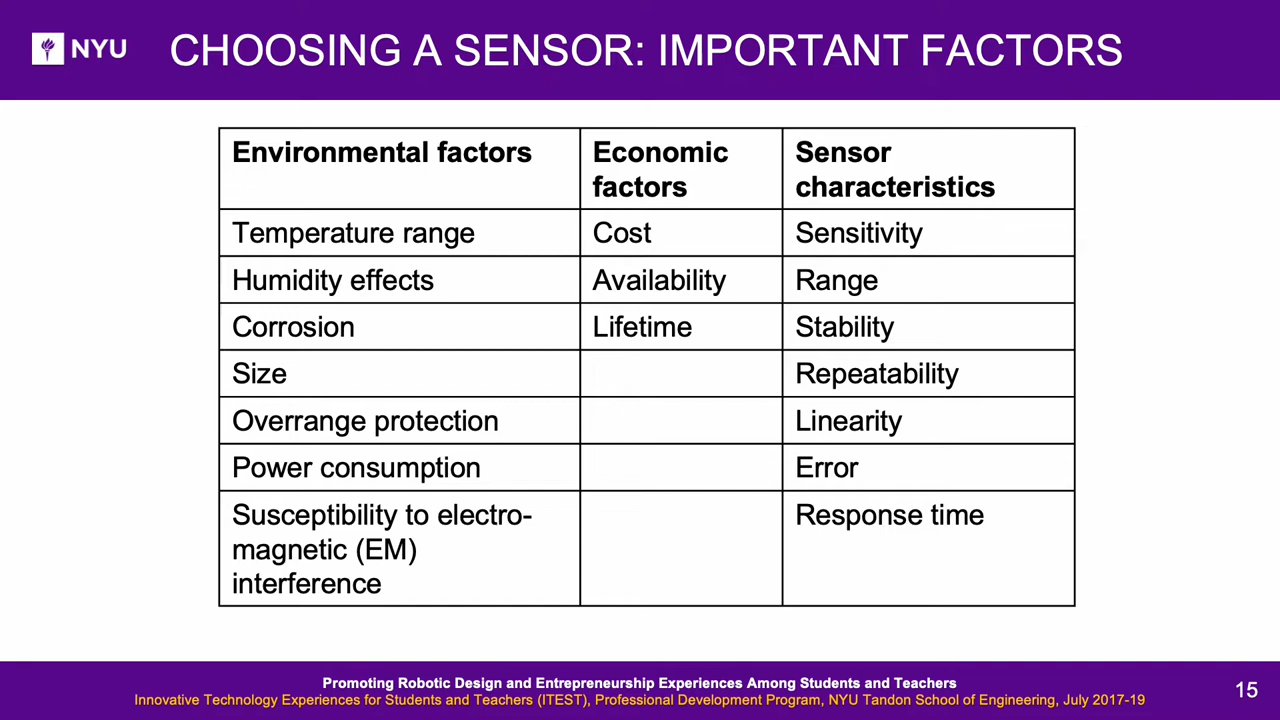 NYU
CHOOSING A SENSOR: IMPORTANT FACTORS
Environmental factors
Economic
factors
Sensor
characteristics
Temperature range
Cost
Sensitivity
Humidity effects
Availability
Range
Corrosion
Lifetime
Stability
Size
Repeatability
Overrange protection
Linearity
Power consumption
Error
Susceptibility to electro-
magnetic (EM)
interference
Response time
Promoting Robotic Design and Entrepreneurship Experiences Among Students and Teachers
Innovative Technology Experiences for Students and Teachers (ITEST), Professional Development Program, NYU Tandon School of Engineering, July 2017-19
15